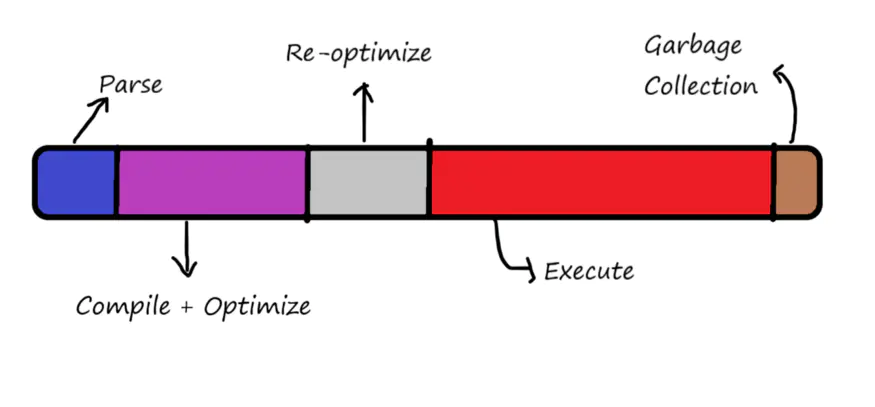 Parse
Re-optimize
Garbage
Collection
Compile + Optimize
Execute